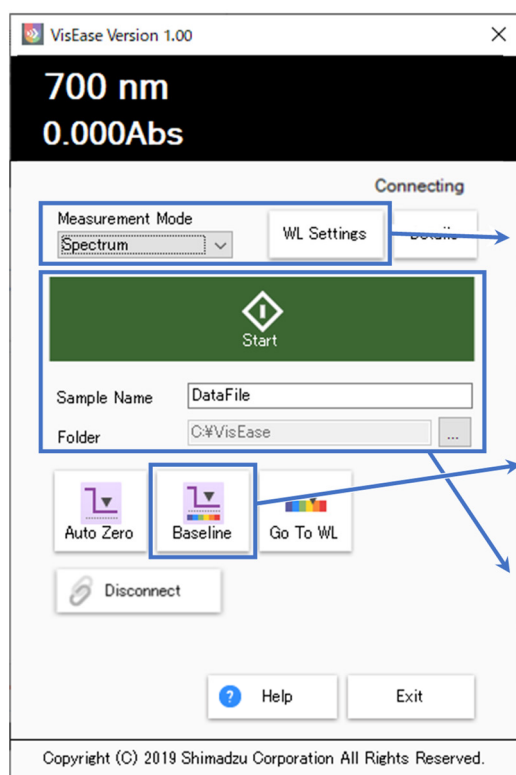 VisEase Version 1.00
700 nm
0.000Abs
Connecting
Measurement Mode
Spectrum
WL Settings
Details
Start
Sample Name
DataFile
Folder
C:¥VisEase
...
Auto Zero
Baseline
Go To WL
Disconnect
? Help
Exit
Copyright (C) 2019 Shimadzu Corporation All Rights Reserved.